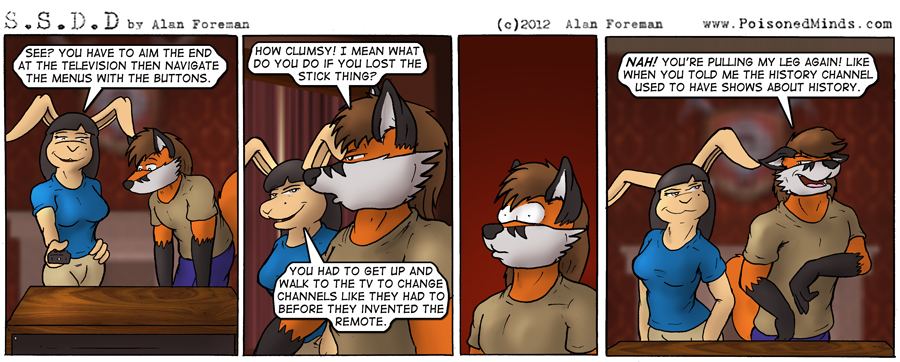 S.S.D.D by Alan Foreman
(c)2012 Alan Foreman
www.PoisonedMinds.com
SEE? YOU HAVE TO AIM THE END
AT THE TELEVISION THEN NAVIGATE
THE MENUS WITH THE BUTTONS.
HOW CLUMSY! I MEAN WHAT
DO YOU DO IF YOU LOST THE
STICK THING?
YOU HAD TO GET UP AND
WALK TO THE TV TO CHANGE
CHANNELS LIKE THEY HAD TO
BEFORE THEY INVENTED THE
REMOTE.
NAH! YOU'RE PULLING MY LEG AGAIN! LIKE
WHEN YOU TOLD ME THE HISTORY CHANNEL
USED TO HAVE SHOWS ABOUT HISTORY.